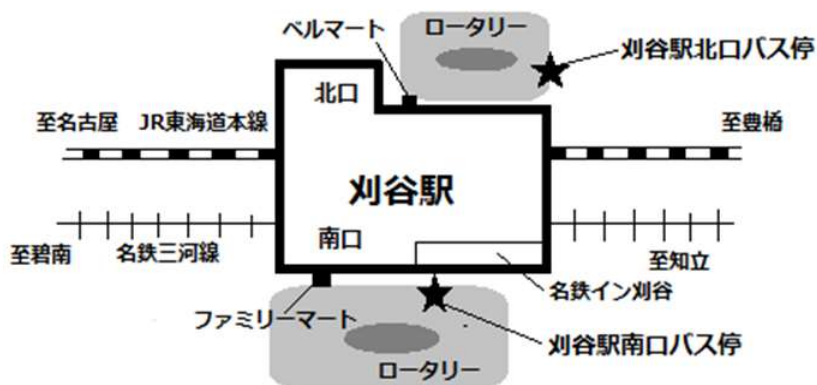 ロータリー
ベルマート
刈谷駅北口バス停
北口
至名古屋 JR東海道本線
至豊橋
刈谷駅
南口
至碧南 名鉄三河線
至知立
名鉄イン刈谷
ファミリーマート
刈谷駅南口バス停
ロータリー